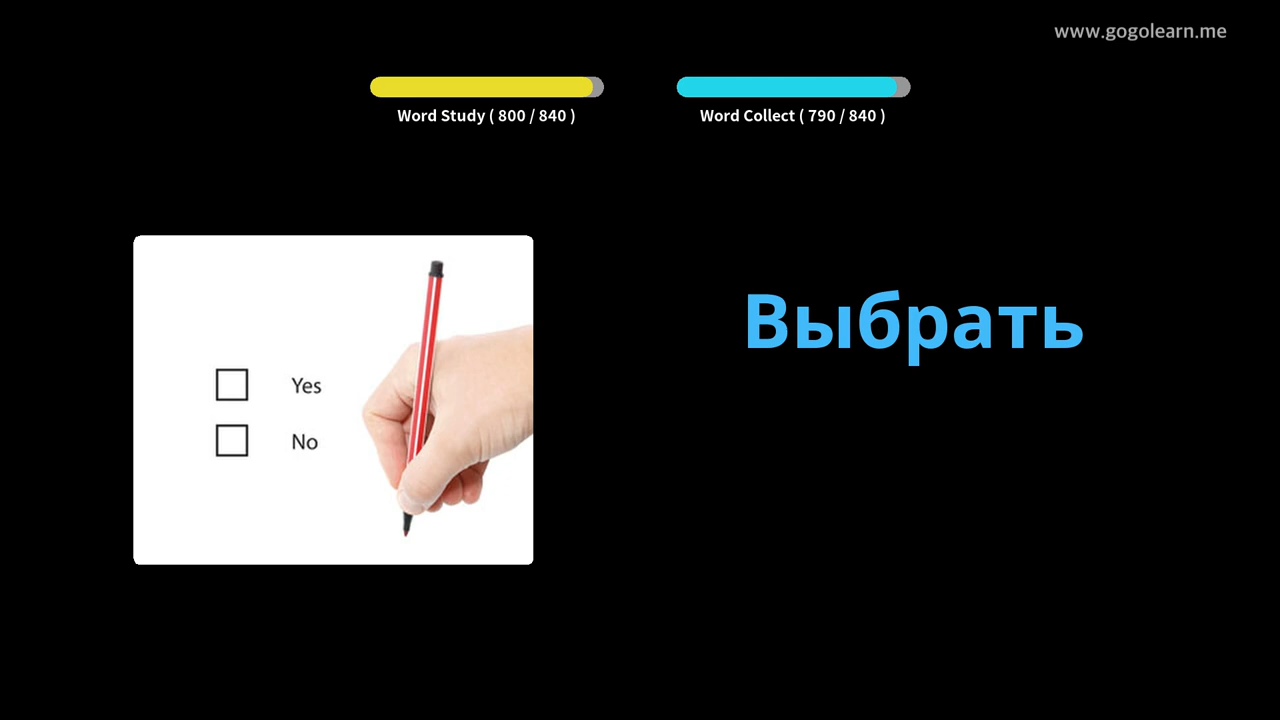 www.gogolearn.me
Word Study ( 800 / 840 )
Word Collect ( 790 / 840 )
Выбрать
Yes
No